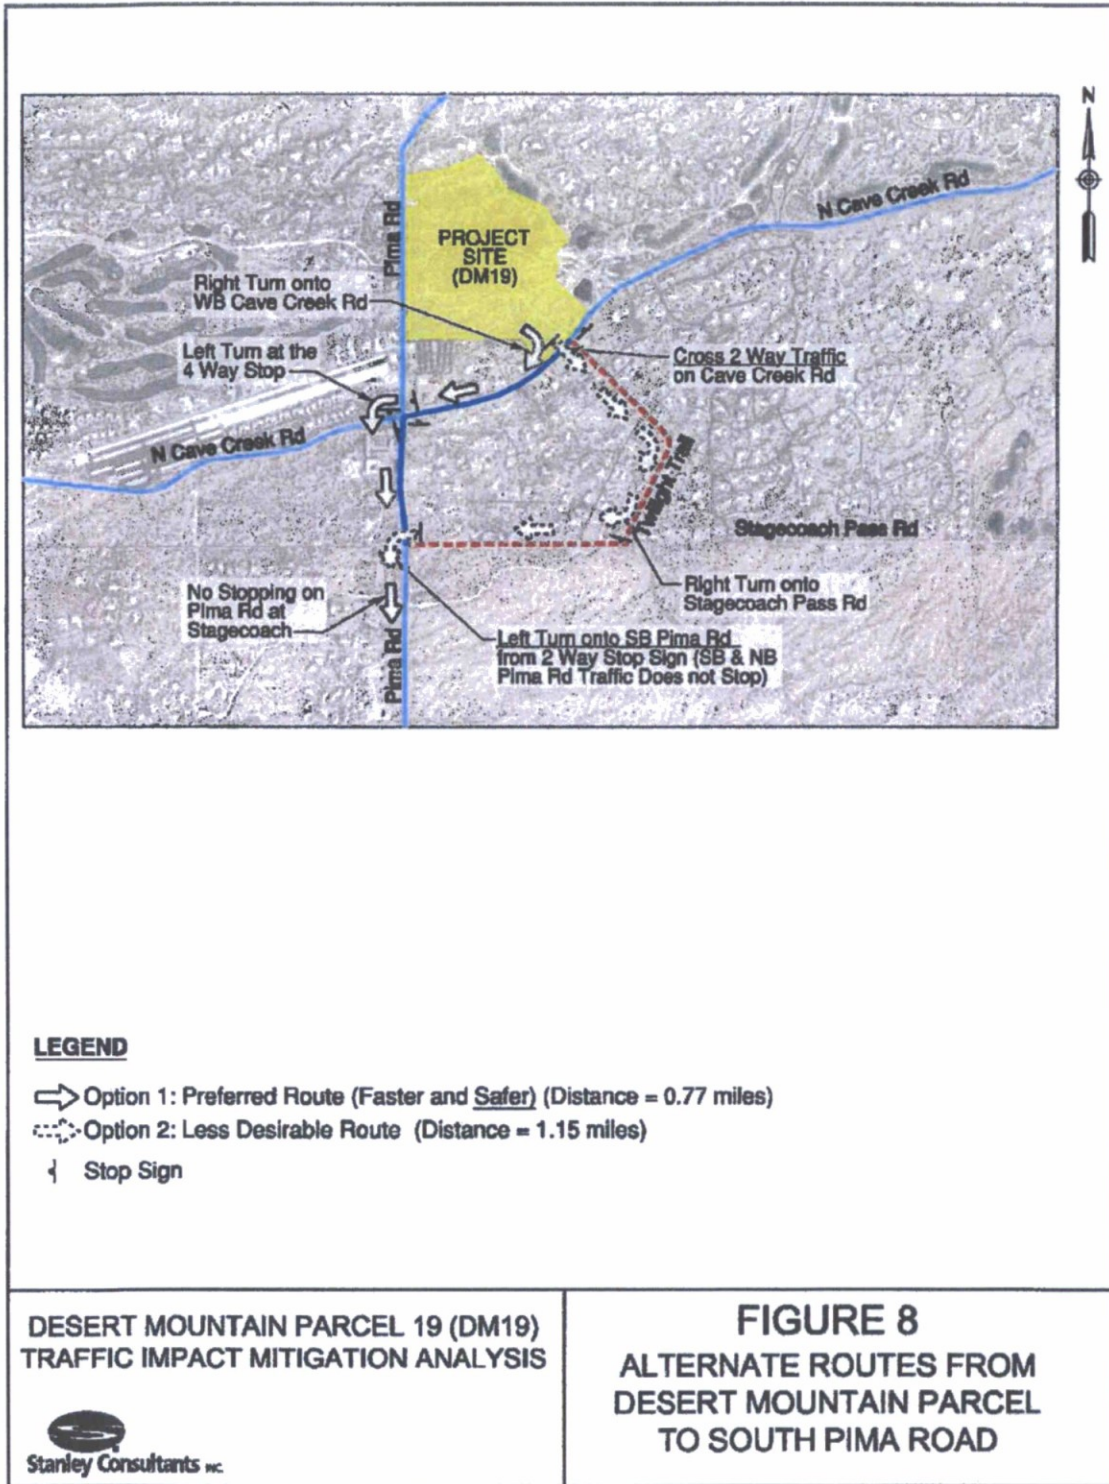 N
N Cave Creek Rd
Pima Rd
PROJECT
SITE
(DM19)
Right Turn onto
WB Cave Creek Rd
Left Turn at the
4 Way Stop
Cross 2 Way Traffic
on Cave Creek Rd
N Cave Creek Rd
Twilight Trail
Stagecoach Pass Rd
No Stopping on
Pima Rd at
Stagecoach
Right Turn onto
Stagecoach Pass Rd
Pima Rd
Left Turn onto SB Pima Rd
from 2 Way Stop Sign (SB & NB
Pima Rd Traffic Does not Stop)
LEGEND
Option 1: Preferred Route (Faster and Safer) (Distance = 0.77 miles)
Option 2: Less Desirable Route (Distance = 1.15 miles)
Stop Sign
DESERT MOUNTAIN PARCEL 19 (DM19)
TRAFFIC IMPACT MITIGATION ANALYSIS
Stanley Consultants INC.
FIGURE 8
ALTERNATE ROUTES FROM
DESERT MOUNTAIN PARCEL
TO SOUTH PIMA ROAD